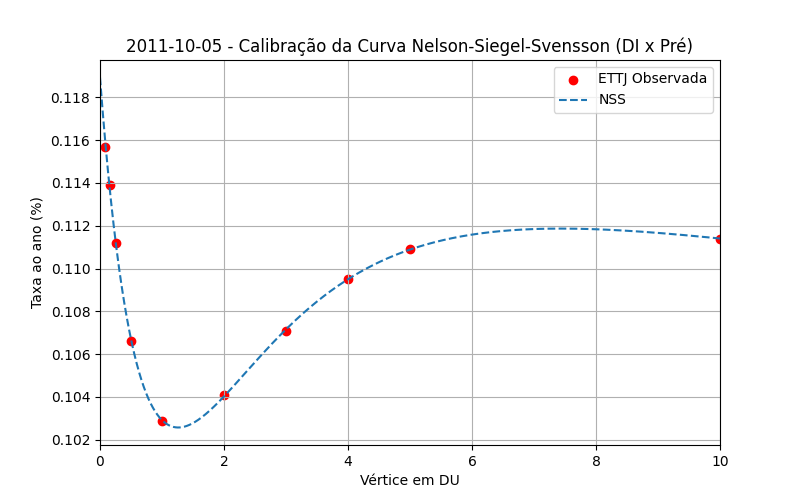 2011-10-05 - Calibração da Curva Nelson-Siegel-Svensson (DI x Pré)
ETTJ Observada
NSS
Taxa ao ano (%)
0.118
0.116
0.114
0.112
0.110
0.108
0.106
0.104
0.102
0 2 4 6 8 10
Vértice em DU